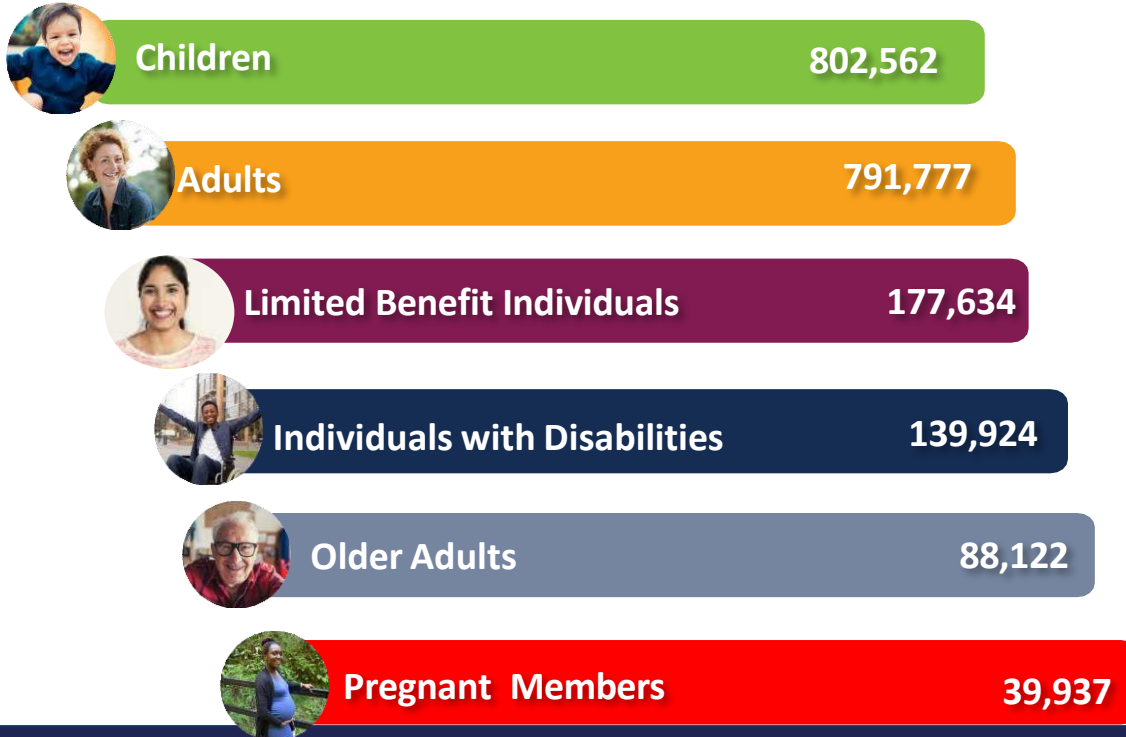 Children 802,562
Adults 791,777
Limited Benefit Individuals 177,634
Individuals with Disabilities 139,924
Older Adults 88,122
Pregnant  Members 39,937